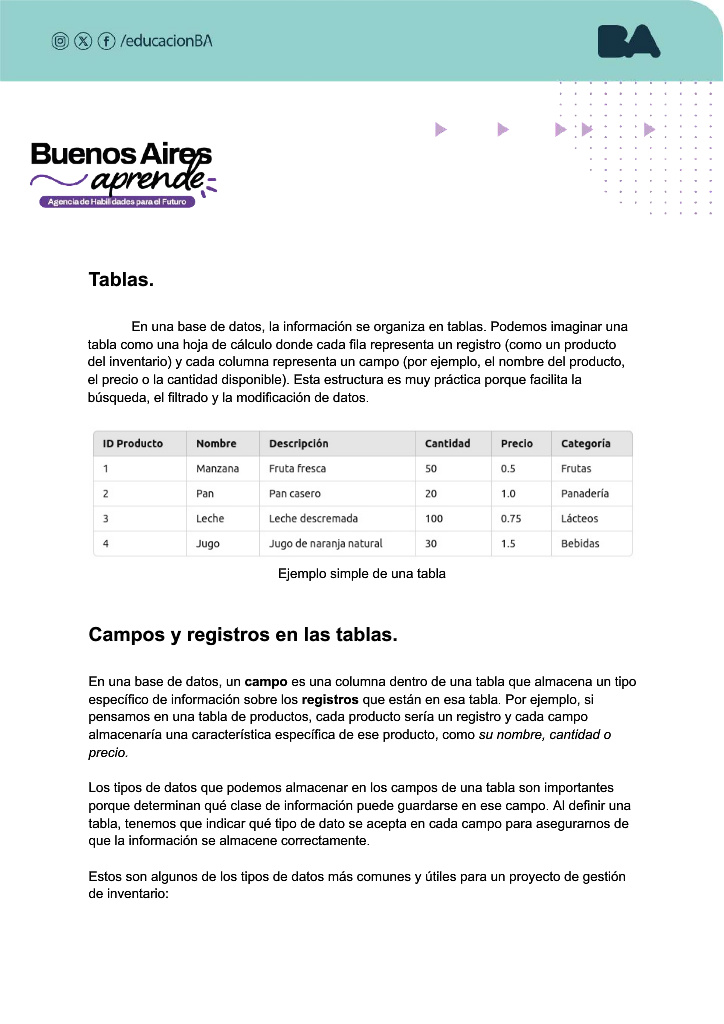 /educacionBA
BA
Buenos Aires
aprende
Agencia de Habilidades para el Futuro
Tablas.
En una base de datos, la información se organiza en tablas. Podemos imaginar una
tabla como una hoja de cálculo donde cada fila representa un registro (como un producto
del inventario) y cada columna representa un campo (por ejemplo, el nombre del producto,
el precio o la cantidad disponible). Esta estructura es muy práctica porque facilita la
búsqueda, el filtrado y la modificación de datos.
ID Producto Nombre Descripción Cantidad Precio Categoría
1 Manzana Fruta fresca 50 0.5 Frutas
2 Pan Pan casero 20 1.0 Panadería
3 Leche Leche descremada 100 0.75 Lácteos
4 Jugo Jugo de naranja natural 30 1.5 Bebidas
Ejemplo simple de una tabla
Campos y registros en las tablas.
En una base de datos, un campo es una columna dentro de una tabla que almacena un tipo
específico de información sobre los registros que están en esa tabla. Por ejemplo, si
pensamos en una tabla de productos, cada producto sería un registro y cada campo
almacenaría una característica específica de ese producto, como su nombre, cantidad o
precio.
Los tipos de datos que podemos almacenar en los campos de una tabla son importantes
porque determinan qué clase de información puede guardarse en ese campo. Al definir una
tabla, tenemos que indicar qué tipo de dato se acepta en cada campo para asegurarnos de
que la información se almacene correctamente.
Estos son algunos de los tipos de datos más comunes y útiles para un proyecto de gestión
de inventario: